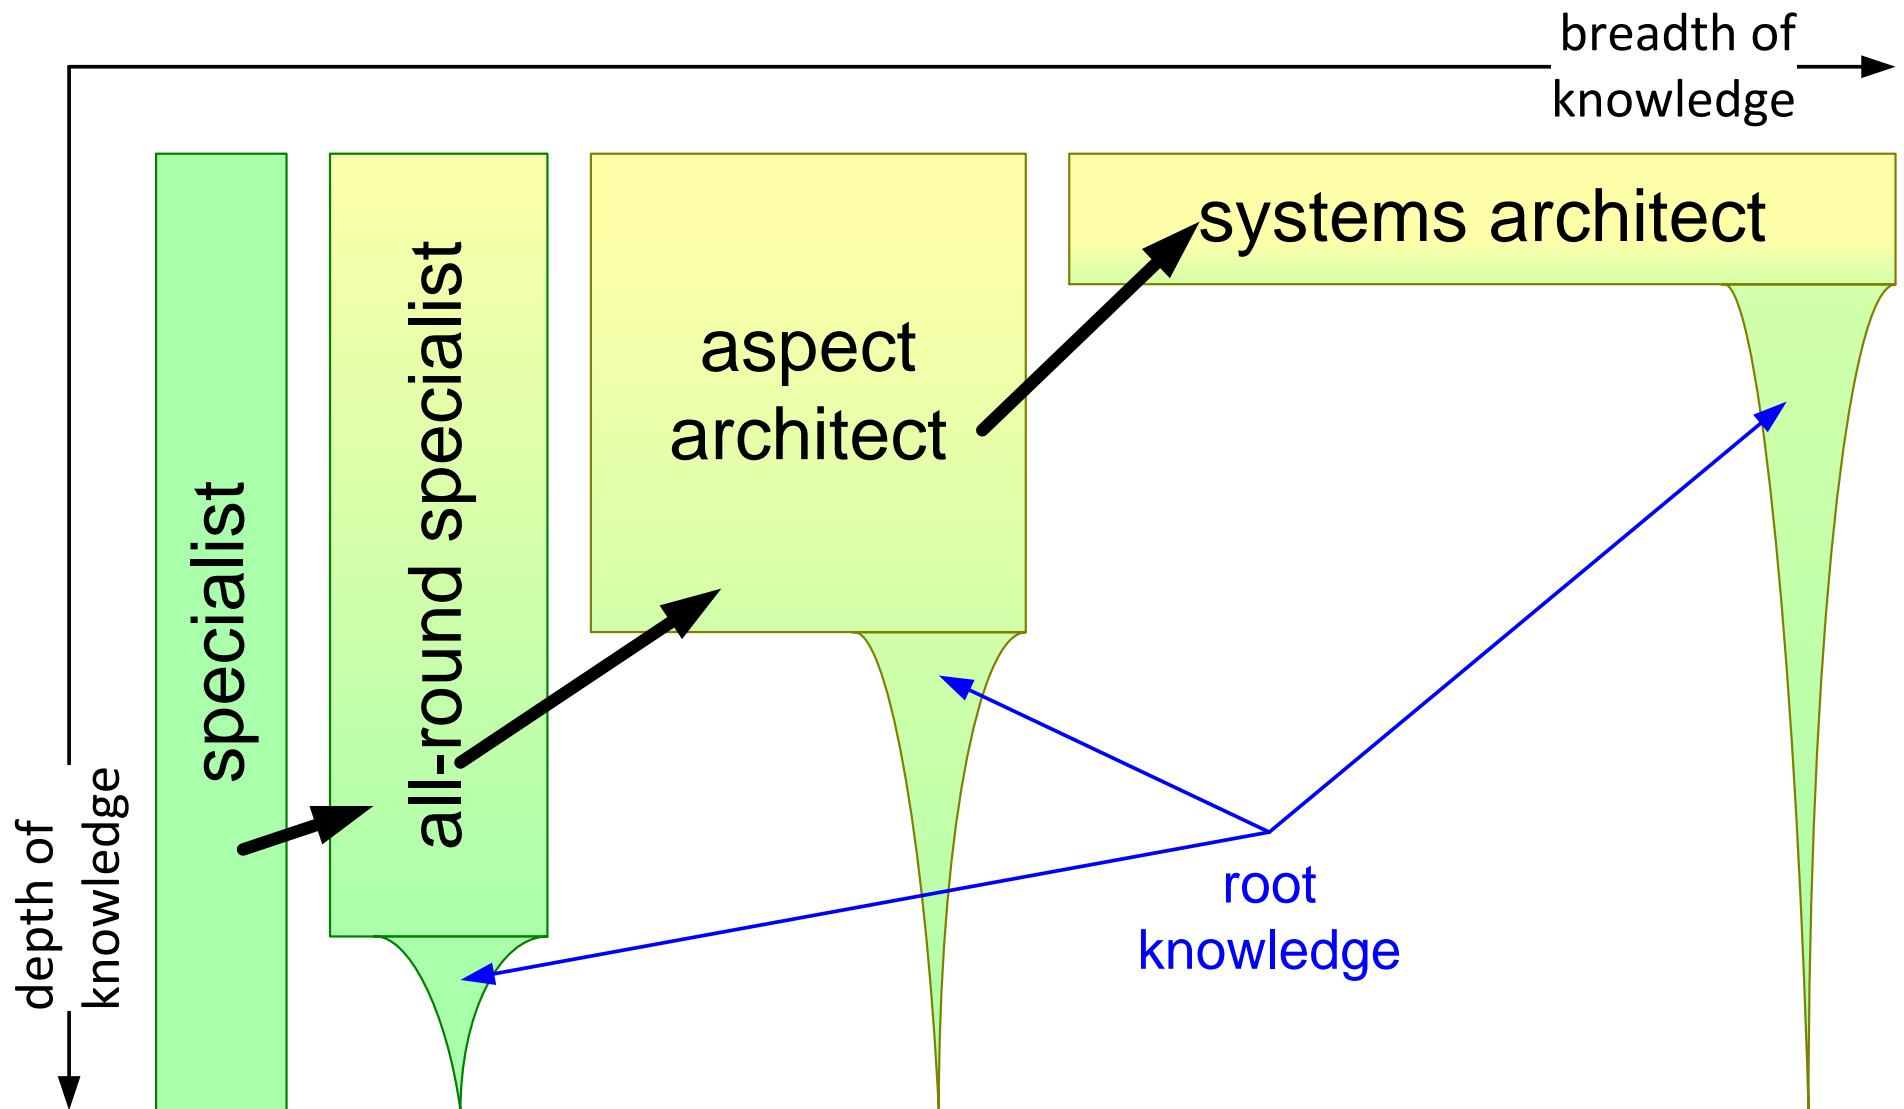 breadth of
knowledge
systems architect
aspect
architect
all-round specialist
specialist
depth of
knowledge
root
knowledge